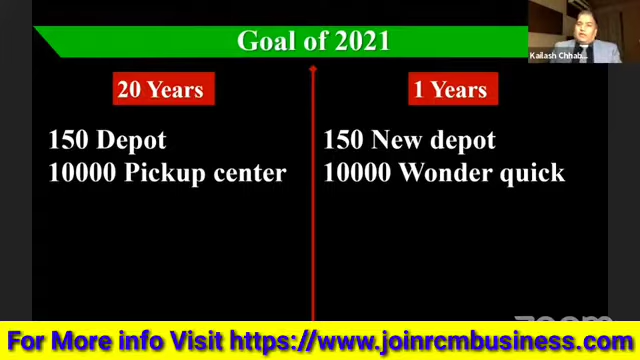 Goal of 2021
Kailash Chhab...
20 Years
1 Years
150 Depot
10000 Pickup center
150 New depot
10000 Wonder quick
zoom
For More info Visit https://www.joinrcmbusiness.com